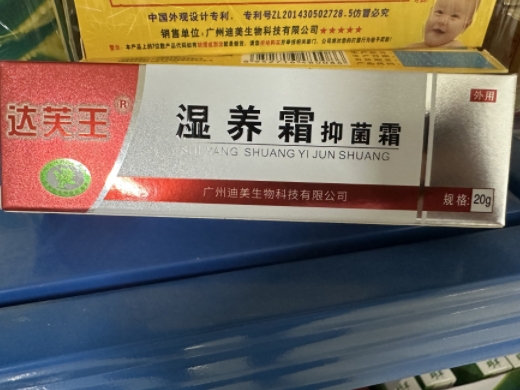 中国外观设计专利，专利号ZL201430502728.5仿冒必究
销售单位:广州迪美生物科技有限公司★★★★★
外用
达芙王®
湿养霜抑菌霜
SHI YANG SHUANG YI JUN SHUANG
广州迪美生物科技有限公司
规格:20g